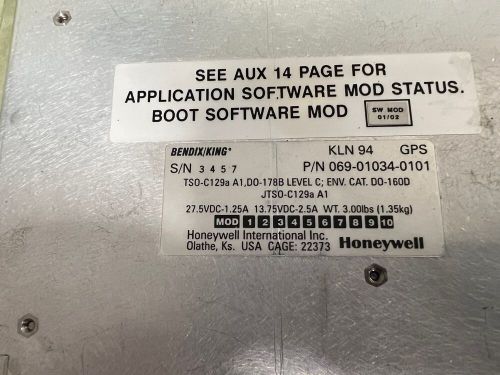 SEE AUX 14 PAGE FOR
APPLICATION SOFTWARE MOD STATUS.
BOOT SOFTWARE MOD SW MOD 01/02
BENDIX/KING® KLN 94 GPS
S/N 3457 P/N 069-01034-0101
TSO-C129a A1,DO-178B LEVEL C; ENV. CAT. DO-160D
JTSO-C129a A1
27.5VDC-1.25A 13.75VDC-2.5A WT. 3.00lbs (1.35kg)
MOD 1 2 3 4 5 6 7 8 9 10
Honeywell International Inc.
Olathe, Ks. USA CAGE: 22373 Honeywell